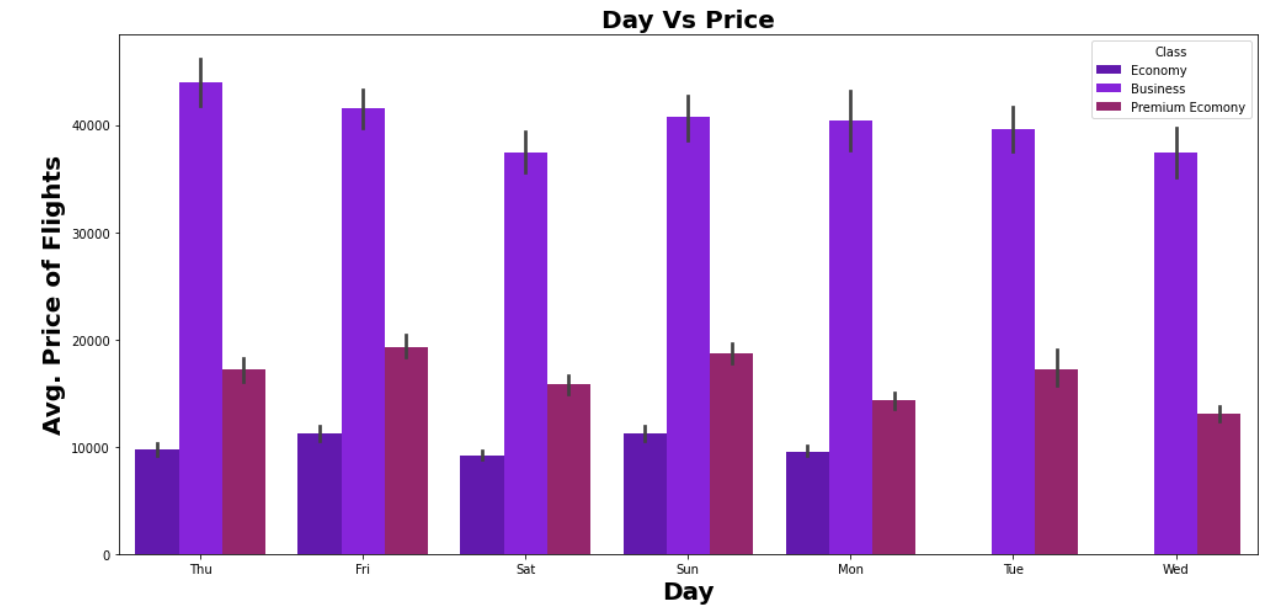 Day Vs Price
Class
Economy
Business
Premium Ecomony
Avg. Price of Flights
40000
30000
20000
10000
0
Thu
Fri
Sat
Sun
Mon
Tue
Wed
Day